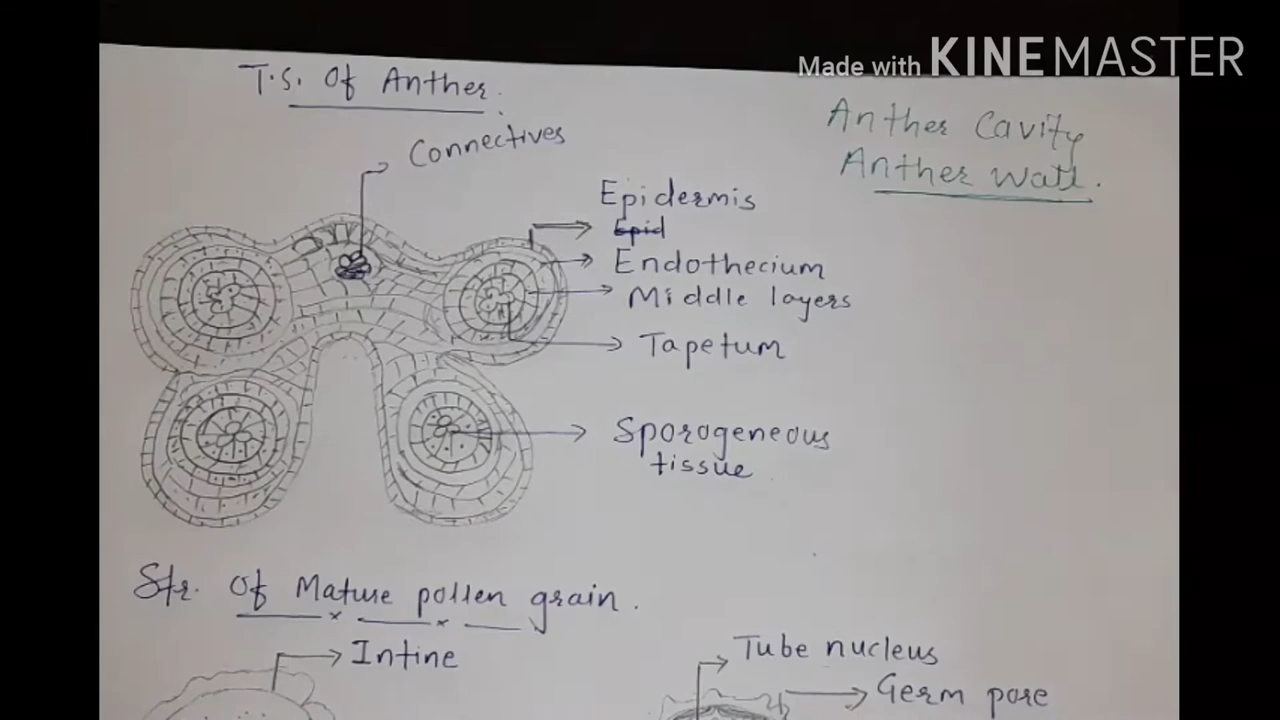 Made with KINEMASTER
T.S. Of Anther.
Anther Cavity
Anther Wall.
Connectives
Epidermis
Epid
Endothecium
Middle layers
Tapetum
Sporogeneous
tissue
Str. Of Mature pollen grain.
Intine
Tube nucleus
Germ pore